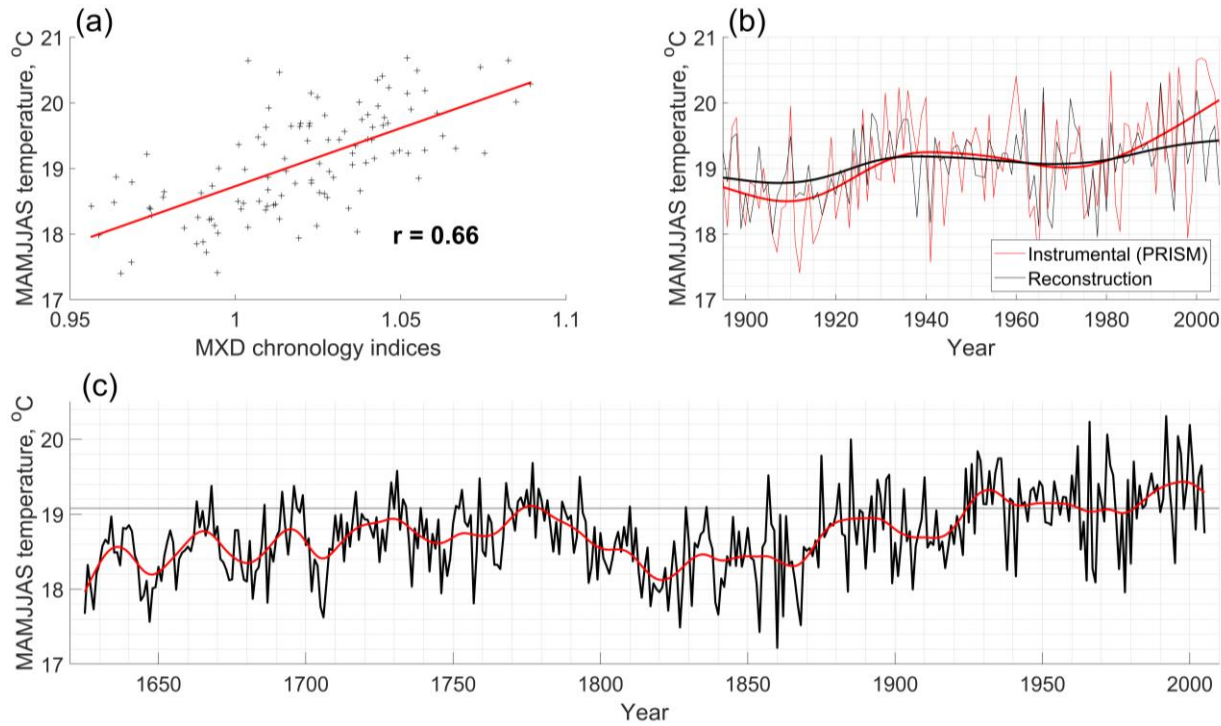 (a)
MAMJJAS temperature, °C
21
20
19
18
17
r = 0.66
0.95
1
1.05
1.1
MXD chronology indices
(b)
MAMJJAS temperature, °C
21
20
19
18
17
Instrumental (PRISM)
Reconstruction
1900
1920
1940
1960
1980
2000
Year
(c)
MAMJJAS temperature, °C
20
19
18
17
1650
1700
1750
1800
1850
1900
1950
2000
Year